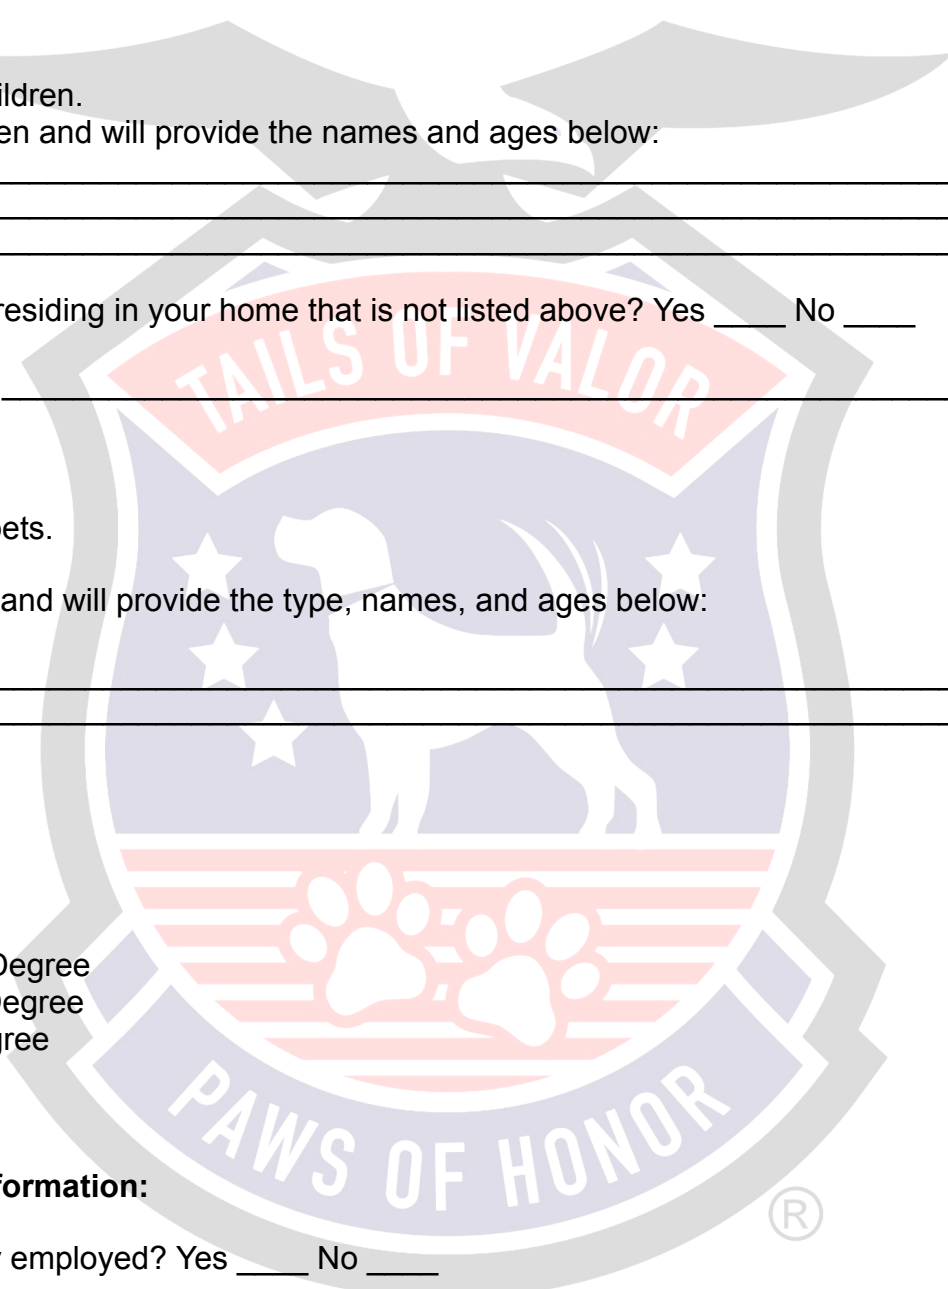 ildren.
en and will provide the names and ages below:
residing in your home that is not listed above? Yes ____ No ____
TAILS OF VALOR
pets.
and will provide the type, names, and ages below:
Degree
Degree
gree
PAWS OF HONOR
formation:
®
y employed? Yes ____ No ____